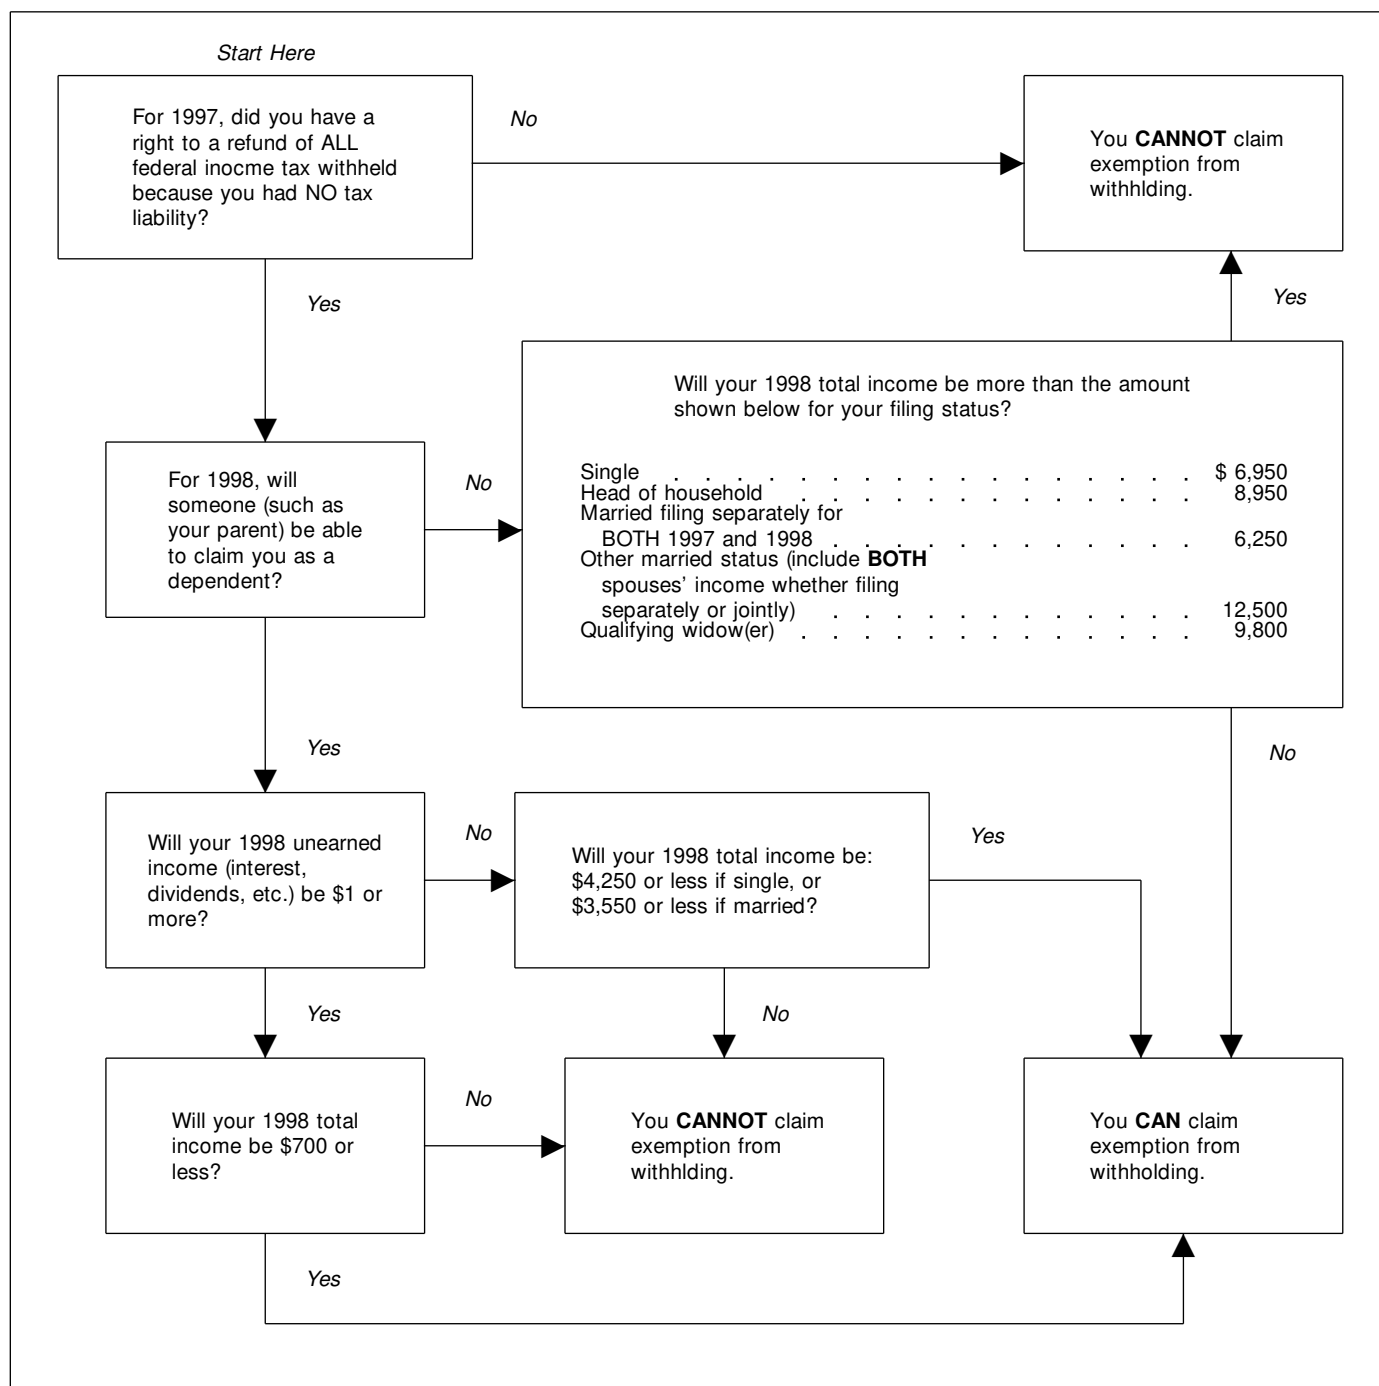 Start Here
For 1997, did you have a
right to a refund of ALL
federal inocme tax withheld
because you had NO tax
liability?
No
You CANNOT claim
exemption from
withhlding.
Yes
Yes
Will your 1998 total income be more than the amount
shown below for your filing status?
Single . . . . . . . . . . . . . . . . . $ 6,950
Head of household . . . . . . . . . . . . . 8,950
Married filing separately for
BOTH 1997 and 1998 . . . . . . . . . . . . 6,250
Other married status (include BOTH
spouses' income whether filing
separately or jointly) . . . . . . . . . . . . 12,500
Qualifying widow(er) . . . . . . . . . . . . . 9,800
For 1998, will
someone (such as
your parent) be able
to claim you as a
dependent?
No
Yes
No
Will your 1998 unearned
income (interest,
dividends, etc.) be $1 or
more?
No
Will your 1998 total income be:
$4,250 or less if single, or
$3,550 or less if married?
Yes
Yes
No
Will your 1998 total
income be $700 or
less?
No
You CANNOT claim
exemption from
withhlding.
You CAN claim
exemption from
withholding.
Yes